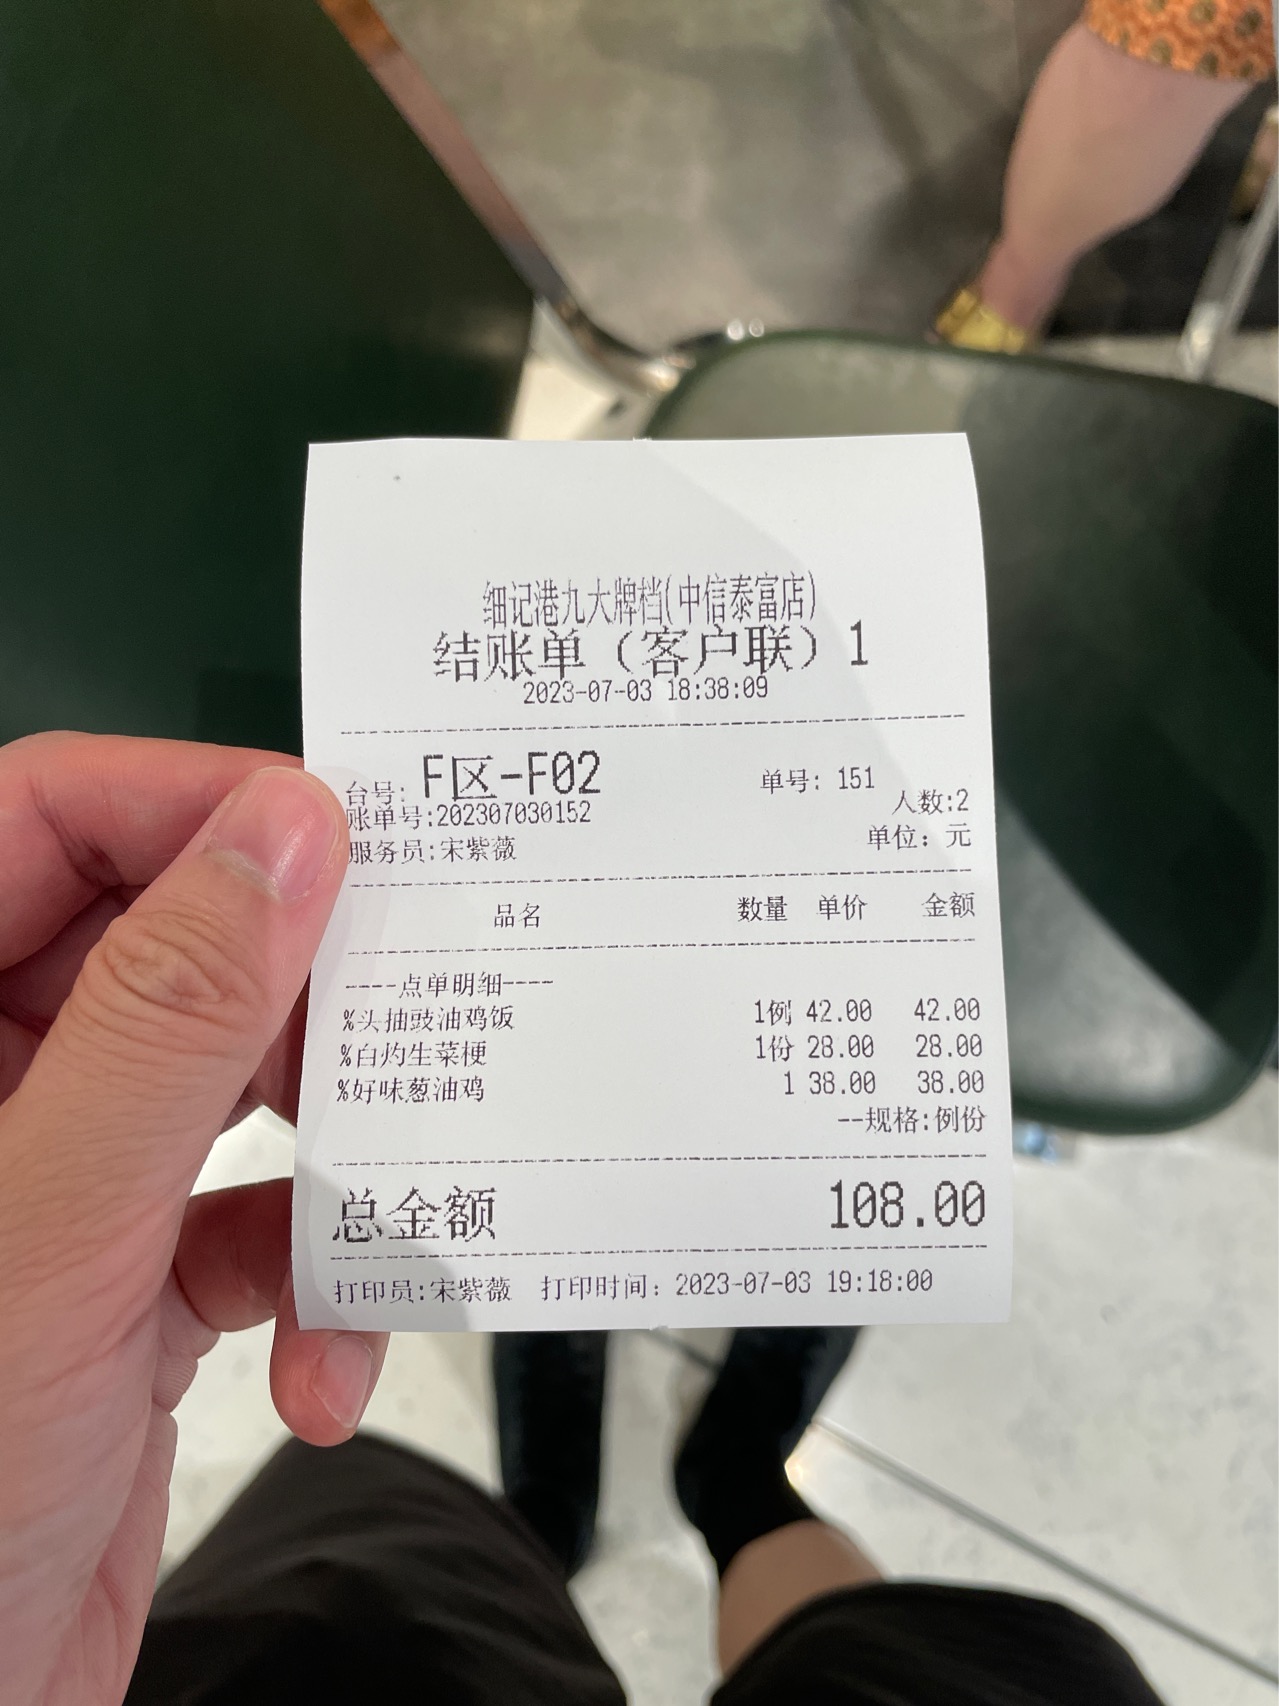 细记港九大牌档(中信泰富店)
结账单（客户联）1
2023-07-03 18:38:09
台号: F区-F02 单号: 151
账单号:202307030152 人数:2
服务员:宋紫薇 单位: 元
品名 数量 单价 金额
----点单明细----
%头抽豉油鸡饭 1例 42.00 42.00
%白灼生菜梗 1份 28.00 28.00
%好味葱油鸡 1 38.00 38.00
--规格:例份
总金额 108.00
打印员:宋紫薇 打印时间: 2023-07-03 19:18:00